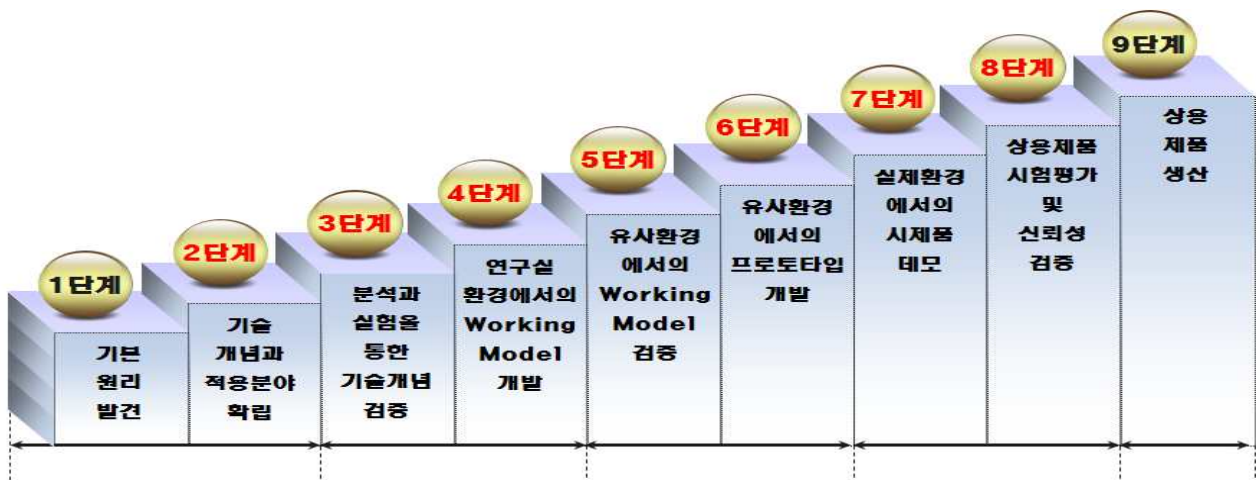 1단계
기본
원리
발견
2단계
기술
개념과
적용분야
확립
3단계
분석과
실험을
통한
기술개념
검증
4단계
연구실
환경에서의
Working
Model
개발
5단계
유사환경
에서의
Working
Model
검증
6단계
유사환경
에서의
프로토타입
개발
7단계
실제환경
에서의
시제품
데모
8단계
상용제품
시험평가
및
신뢰성
검증
9단계
상용
제품
생산